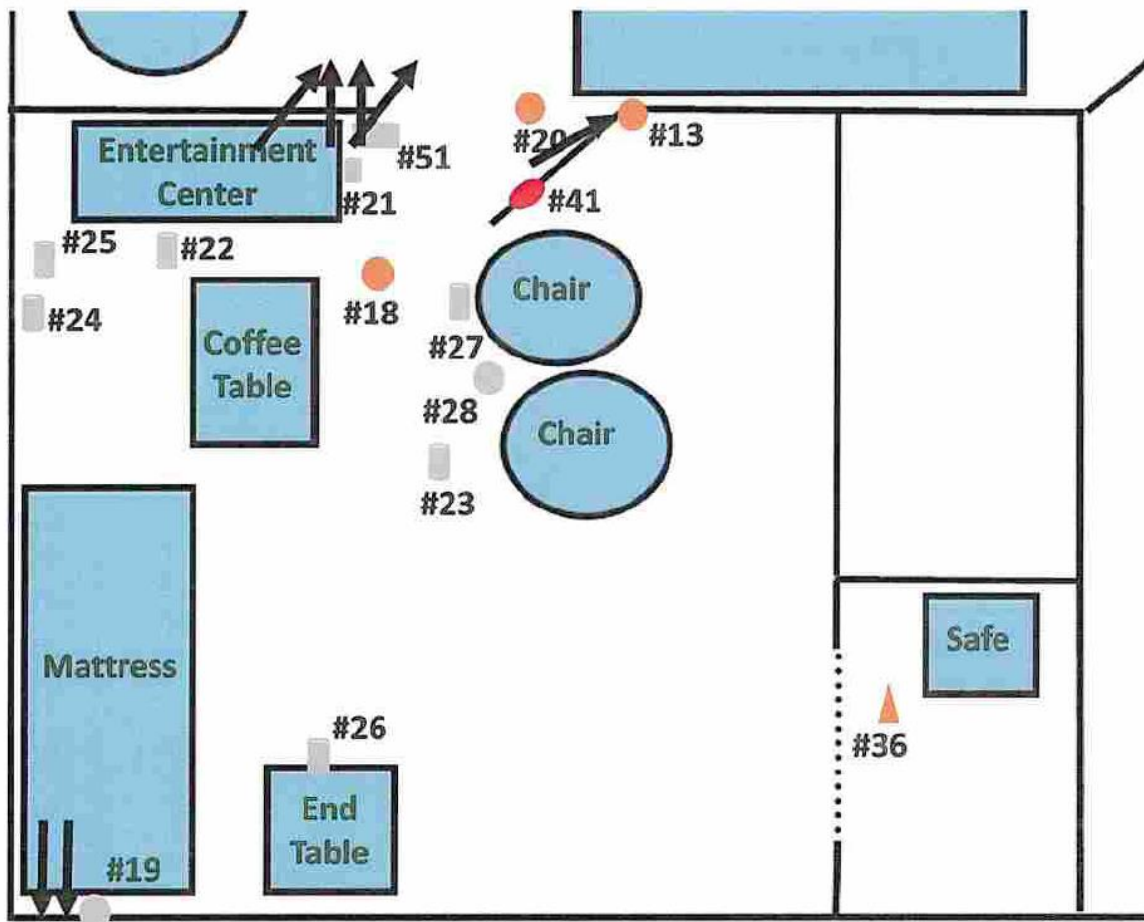 #20
#13
Entertainment
Center
#51
#21
#41
#25
#22
#24
#18
Chair
#27
Coffee
Table
#28
Chair
#23
Mattress
Safe
#26
#36
End
Table
#19